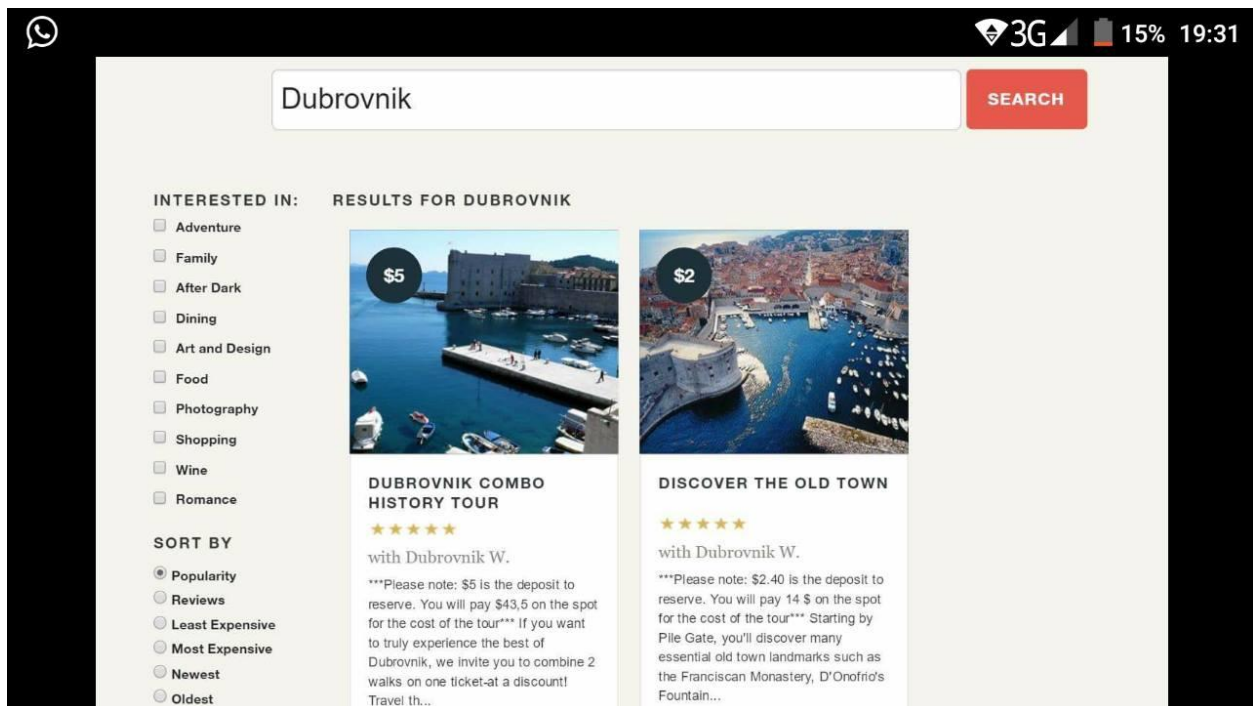 3G 15% 19:31
Dubrovnik
SEARCH
INTERESTED IN:
Adventure
Family
After Dark
Dining
Art and Design
Food
Photography
Shopping
Wine
Romance
SORT BY
Popularity
Reviews
Least Expensive
Most Expensive
Newest
Oldest
RESULTS FOR DUBROVNIK
$5
DUBROVNIK COMBO
HISTORY TOUR
with Dubrovnik W.
***Please note: $5 is the deposit to
reserve. You will pay $43,5 on the spot
for the cost of the tour*** If you want
to truly experience the best of
Dubrovnik, we invite you to combine 2
walks on one ticket-at a discount!
Travel th...
$2
DISCOVER THE OLD TOWN
with Dubrovnik W.
***Please note: $2.40 is the deposit to
reserve. You will pay 14 $ on the spot
for the cost of the tour*** Starting by
Pile Gate, you'll discover many
essential old town landmarks such as
the Franciscan Monastery, D'Onofrio's
Fountain...